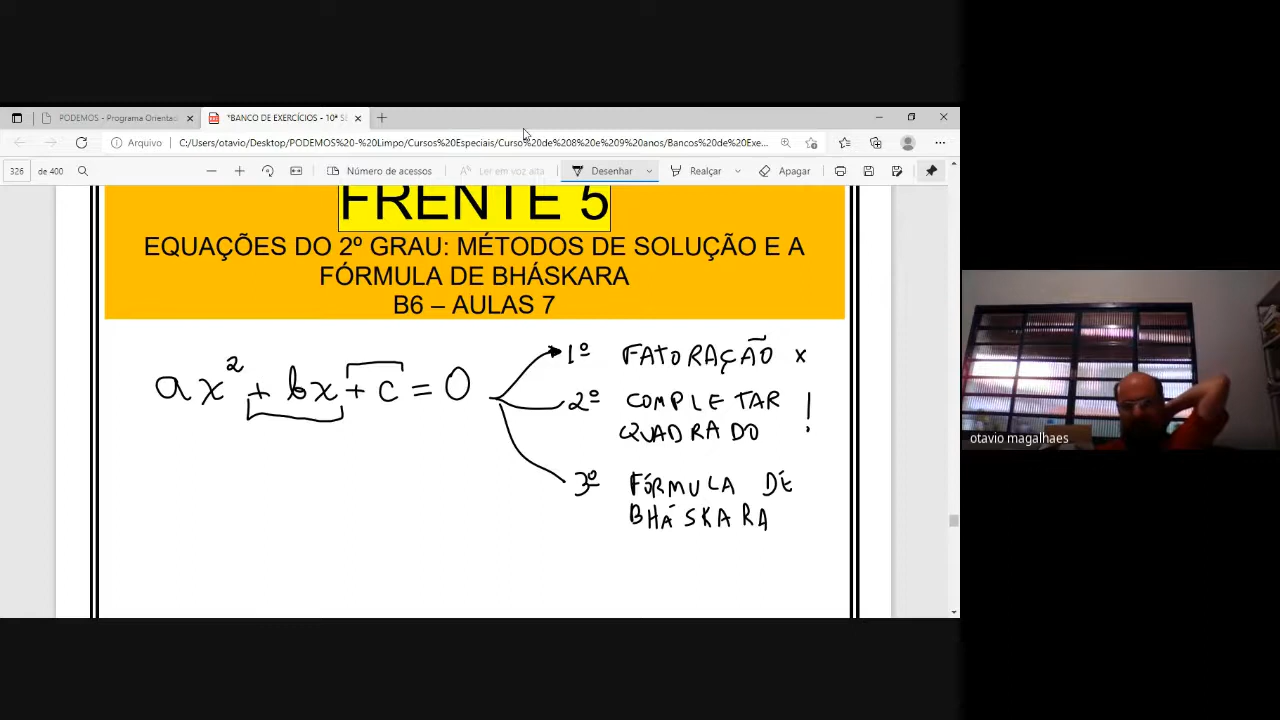 PODEMOS - Programa Orientad
*BANCO DE EXERCÍCIOS - 10ª SE
Arquivo
C:/Users/otavio/Desktop/PODEMOS%20-%20Limpo/Cursos%20Especiais/Curso%20de%208%20e%209%20anos/Bancos%20de%20Exe...
326 de 400
Número de acessos
Ler em voz alta
Desenhar
Realçar
Apagar
FRENTE 5
EQUAÇÕES DO 2º GRAU: MÉTODOS DE SOLUÇÃO E A
FÓRMULA DE BHÁSKARA
B6 – AULAS 7
ax² + bx + c = 0
1º FATORAÇÃO x
2º COMPLETAR !
QUADRADO
3º FÓRMULA DE
BHÁSKARA
otavio magalhaes